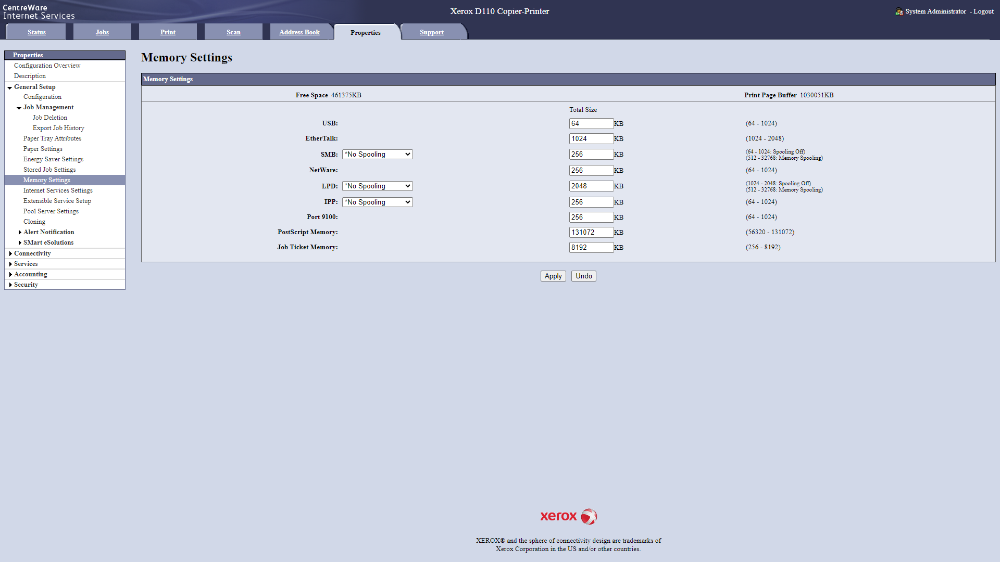 CentreWare
Internet Services
Xerox D110 Copier-Printer
System Administrator - Logout
Status Jobs Print Scan Address Book Properties Support
Properties
Configuration Overview
Description
General Setup
Configuration
Job Management
Job Deletion
Export Job History
Paper Tray Attributes
Paper Settings
Energy Saver Settings
Stored Job Settings
Memory Settings
Internet Services Settings
Extensible Service Setup
Pool Server Settings
Cloning
Alert Notification
SMart eSolutions
Connectivity
Services
Accounting
Security
Memory Settings
Memory Settings
Free Space 461375KB Print Page Buffer 1030051KB
Total Size
USB: 64 KB (64 - 1024)
EtherTalk: 1024 KB (1024 - 2048)
SMB: *No Spooling 256 KB (64 - 1024: Spooling Off)
(512 - 32768: Memory Spooling)
NetWare: 256 KB (64 - 1024)
LPD: *No Spooling 2048 KB (1024 - 2048: Spooling Off)
(512 - 32768: Memory Spooling)
IPP: *No Spooling 256 KB (64 - 1024)
Port 9100: 256 KB (64 - 1024)
PostScript Memory: 131072 KB (56320 - 131072)
Job Ticket Memory: 8192 KB (256 - 8192)
Apply Undo
xerox
XEROX® and the sphere of connectivity design are trademarks of
Xerox Corporation in the US and/or other countries.